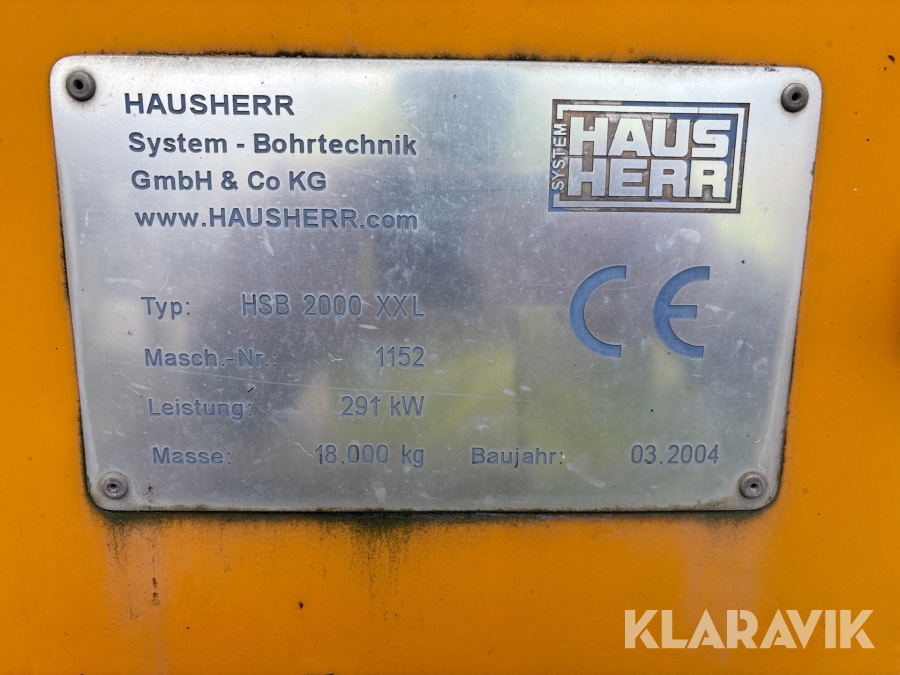 HAUSHERR
System - Bohrtechnik
GmbH & Co KG
www.HAUSHERR.com
SYSTEM
HAUS
HERR
CE
Typ: HSB 2000 XXL
Masch.-Nr.: 1152
Leistung: 291 kW
Masse: 18.000 kg Baujahr: 03.2004
KLARAVIK